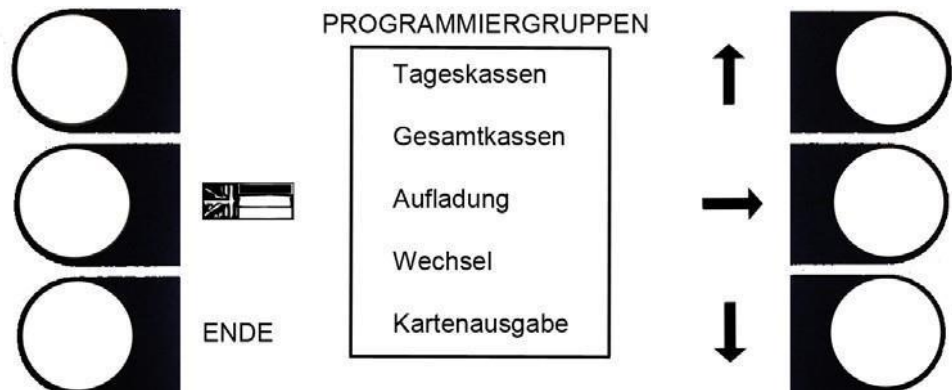 PROGRAMMIERGRUPPEN
Tageskassen
Gesamtkassen
Aufladung
Wechsel
Kartenausgabe
ENDE